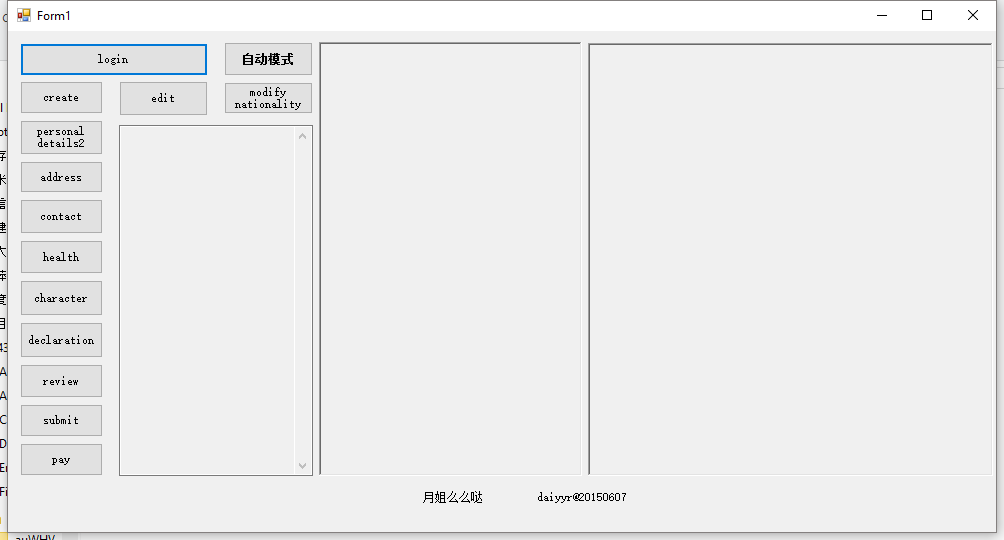 Form1
login
自动模式
create
edit
modify
nationality
personal
details2
address
contact
health
character
declaration
review
submit
pay
月姐么么哒
daiyyr@20150607